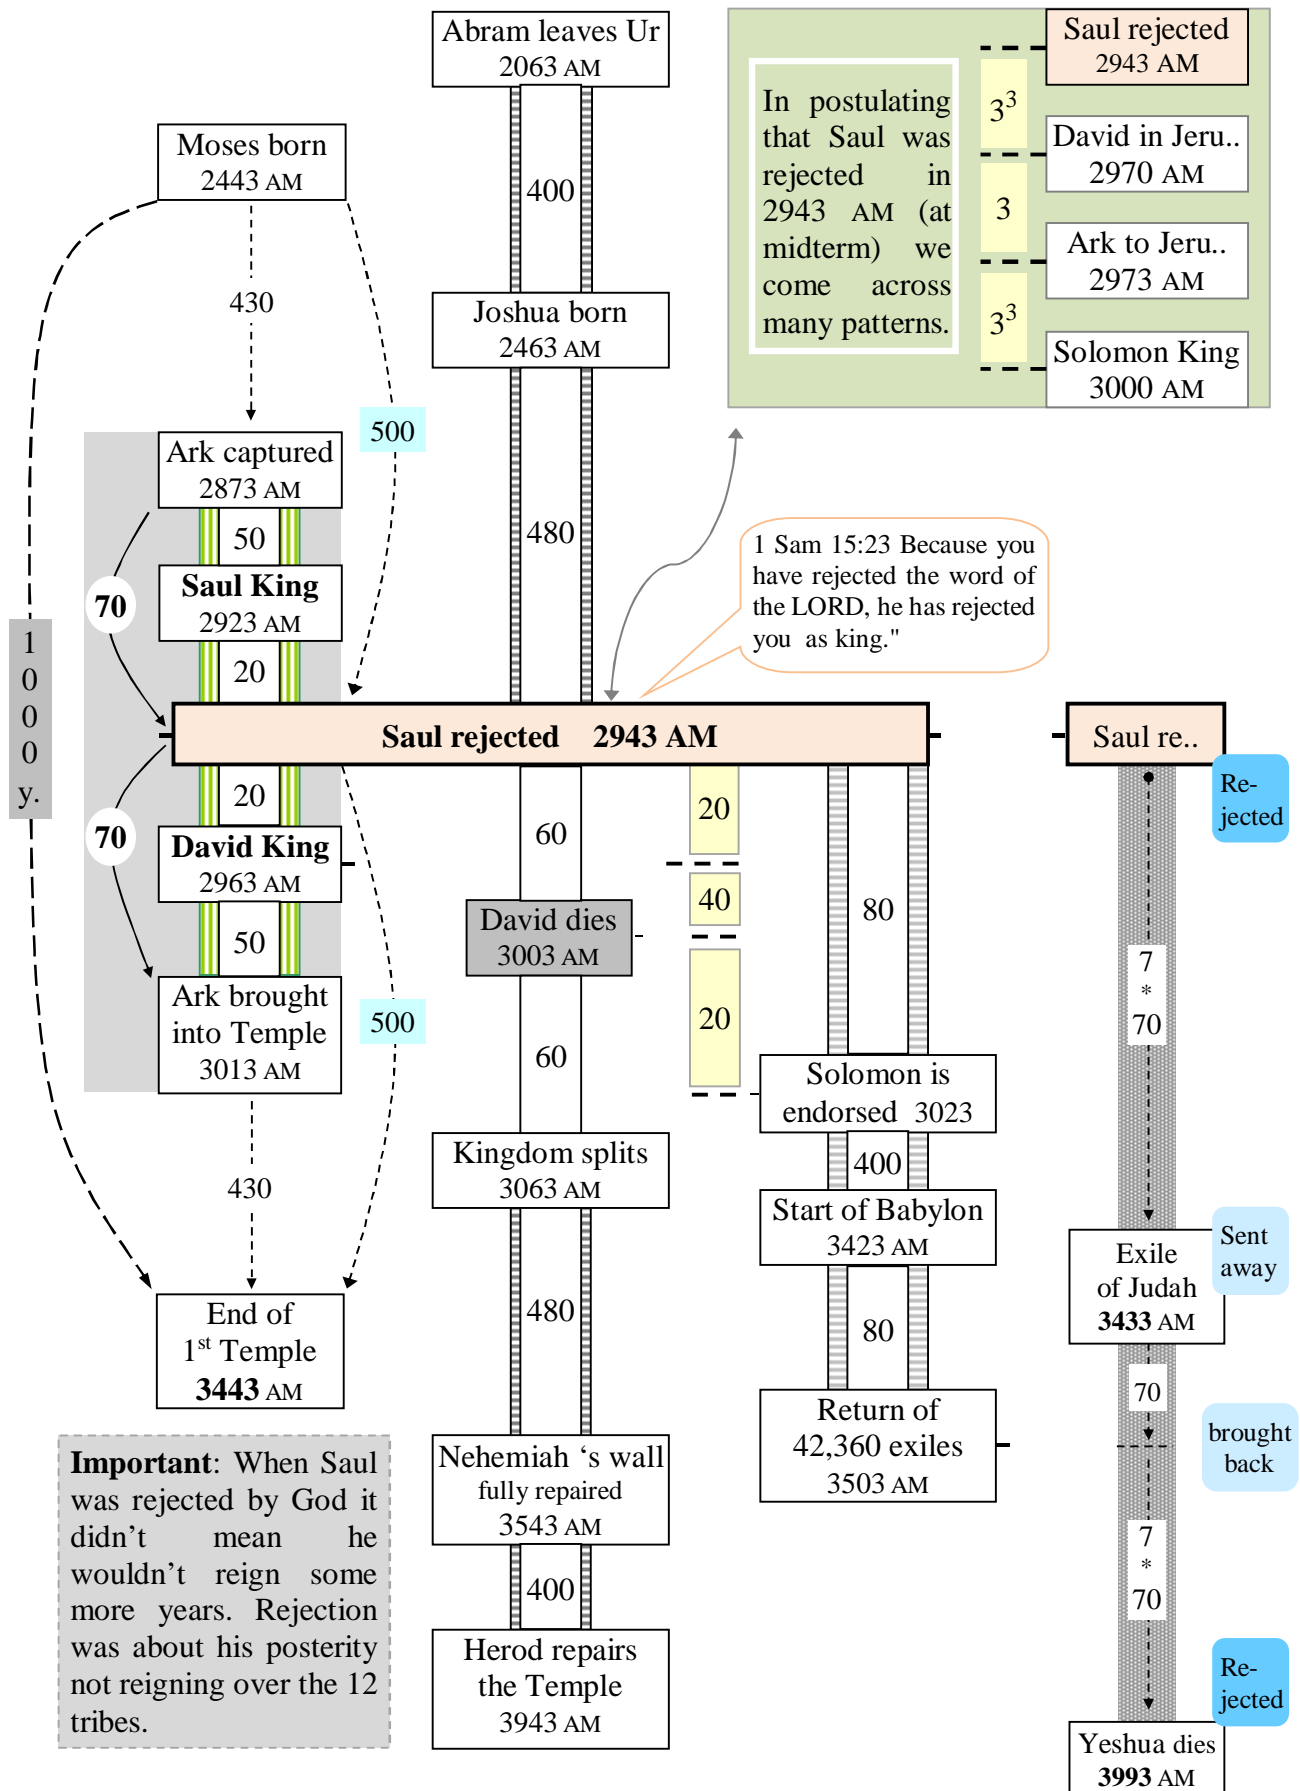 Abram leaves Ur
2063 AM
400
Joshua born
2463 AM
480
Moses born
2443 AM
430
500
1000 y.
Ark captured
2873 AM
50
70
Saul King
2923 AM
20
Saul rejected 2943 AM
20
70
David King
2963 AM
50
Ark brought
into Temple
3013 AM
430
500
End of
1st Temple
3443 AM
Important: When Saul
was rejected by God it
didn’t mean he
wouldn’t reign some
more years. Rejection
was about his posterity
not reigning over the 12
tribes.
60
David dies
3003 AM
60
Kingdom splits
3063 AM
480
Nehemiah ‘s wall
fully repaired
3543 AM
400
Herod repairs
the Temple
3943 AM
In postulating
that Saul was
rejected in
2943 AM (at
midterm) we
come across
many patterns.
Saul rejected
2943 AM
3³
David in Jeru..
2970 AM
3
Ark to Jeru..
2973 AM
3³
Solomon King
3000 AM
1 Sam 15:23 Because you
have rejected the word of
the LORD, he has rejected
you as king."
20
40
20
80
Solomon is
endorsed 3023
400
Start of Babylon
3423 AM
80
Return of
42,360 exiles
3503 AM
Saul re..
Re-
jected
7
*
70
Sent
away
Exile
of Judah
3433 AM
70
brought
back
7
*
70
Re-
jected
Yeshua dies
3993 AM